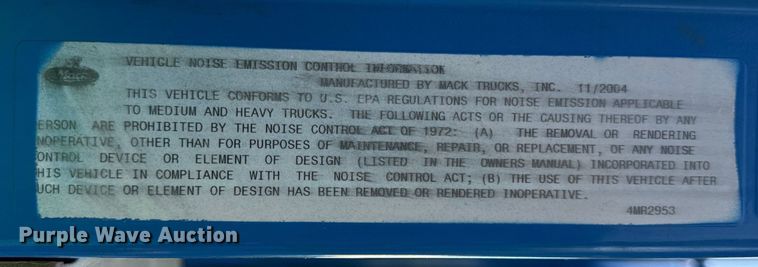 VEHICLE NOISE EMISSION CONTROL INFORMATION
Mack
MANUFACTURED BY MACK TRUCKS, INC. 11/2004
THIS VEHICLE CONFORMS TO U.S. EPA REGULATIONS FOR NOISE EMISSION APPLICABLE
TO MEDIUM AND HEAVY TRUCKS. THE FOLLOWING ACTS OR THE CAUSING THEREOF BY ANY
ERSON ARE PROHIBITED BY THE NOISE CONTROL ACT OF 1972: (A) THE REMOVAL OR RENDERING
NOPERATIVE, OTHER THAN FOR PURPOSES OF MAINTENANCE, REPAIR, OR REPLACEMENT, OF ANY NOISE
ONTROL DEVICE OR ELEMENT OF DESIGN (LISTED IN THE OWNERS MANUAL) INCORPORATED INTO
HIS VEHICLE IN COMPLIANCE WITH THE NOISE CONTROL ACT; (B) THE USE OF THIS VEHICLE AFTER
UCH DEVICE OR ELEMENT OF DESIGN HAS BEEN REMOVED OR RENDERED INOPERATIVE.
4MR2953
Purple Wave Auction